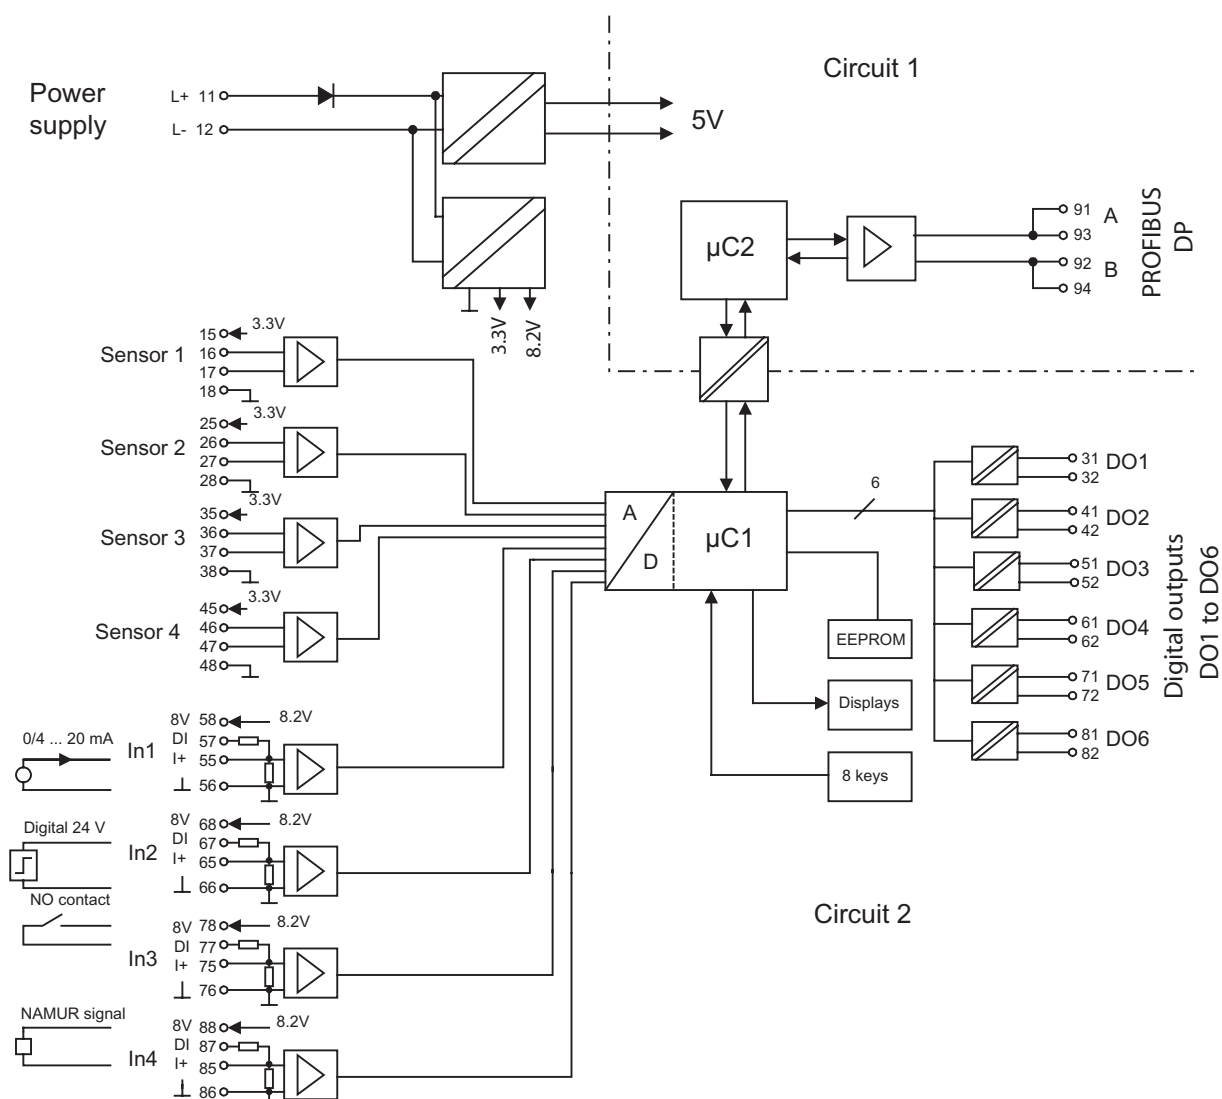 Circuit 1
Power supply
L+ 11
L- 12
5V
3.3V
8.2V
µC2
91 A
93
92 B
94
PROFIBUS DP
Sensor 1
15 3.3V
16
17
18
Sensor 2
25 3.3V
26
27
28
Sensor 3
35 3.3V
36
37
38
Sensor 4
45 3.3V
46
47
48
A
D
µC1
6
EEPROM
Displays
8 keys
31 DO1
32
41 DO2
42
51 DO3
52
61 DO4
62
71 DO5
72
81 DO6
82
Digital outputs
DO1 to DO6
0/4 ... 20 mA
In1
8V 58 8.2V
DI 57
I+ 55
56
Digital 24 V
In2
8V 68 8.2V
DI 67
I+ 65
66
NO contact
In3
8V 78 8.2V
DI 77
I+ 75
76
NAMUR signal
In4
8V 88 8.2V
DI 87
I+ 85
86
Circuit 2